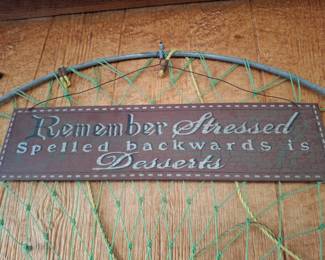 Remember Stressed
Spelled backwards is
Desserts